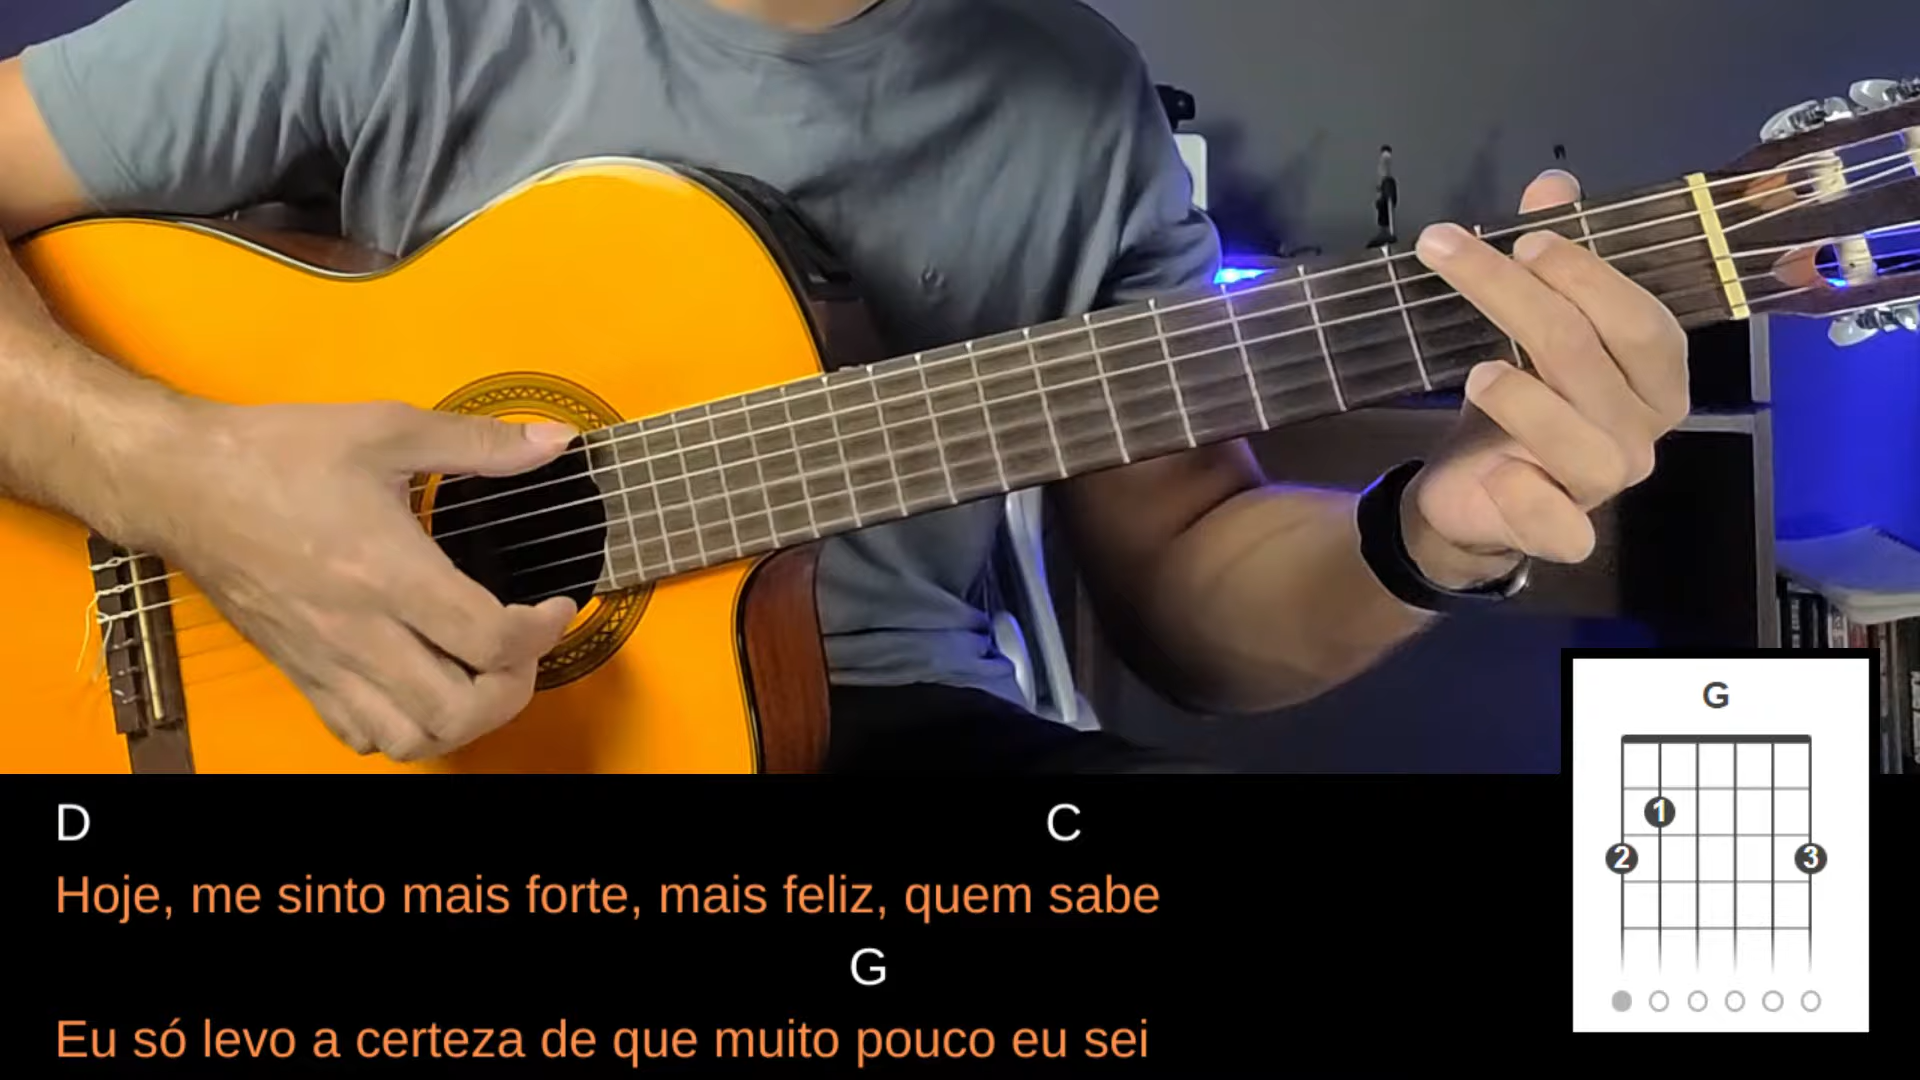 D C
Hoje, me sinto mais forte, mais feliz, quem sabe
G
Eu só levo a certeza de que muito pouco eu sei
G
1
2 3